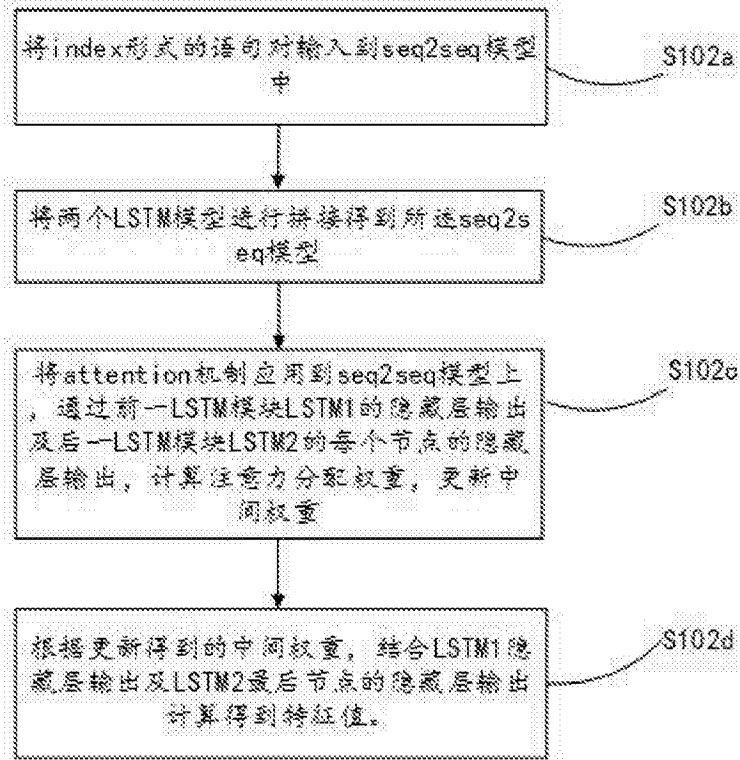 将index形式的语句对输入到seq2seq模型
中
S102a
将两个LSTM模型进行拼接得到所述seq2s
eq模型
S102b
将attention机制应用到seq2seq模型上
，通过前一LSTM模块LSTM1的隐藏层输出
及后一LSTM模块LSTM2的每个节点的隐藏
层输出，计算注意力分配权重，更新中
间权重
S102c
根据更新得到的中间权重，结合LSTM1隐
藏层输出及LSTM2最后节点的隐藏层输出
计算得到特征值。
S102d